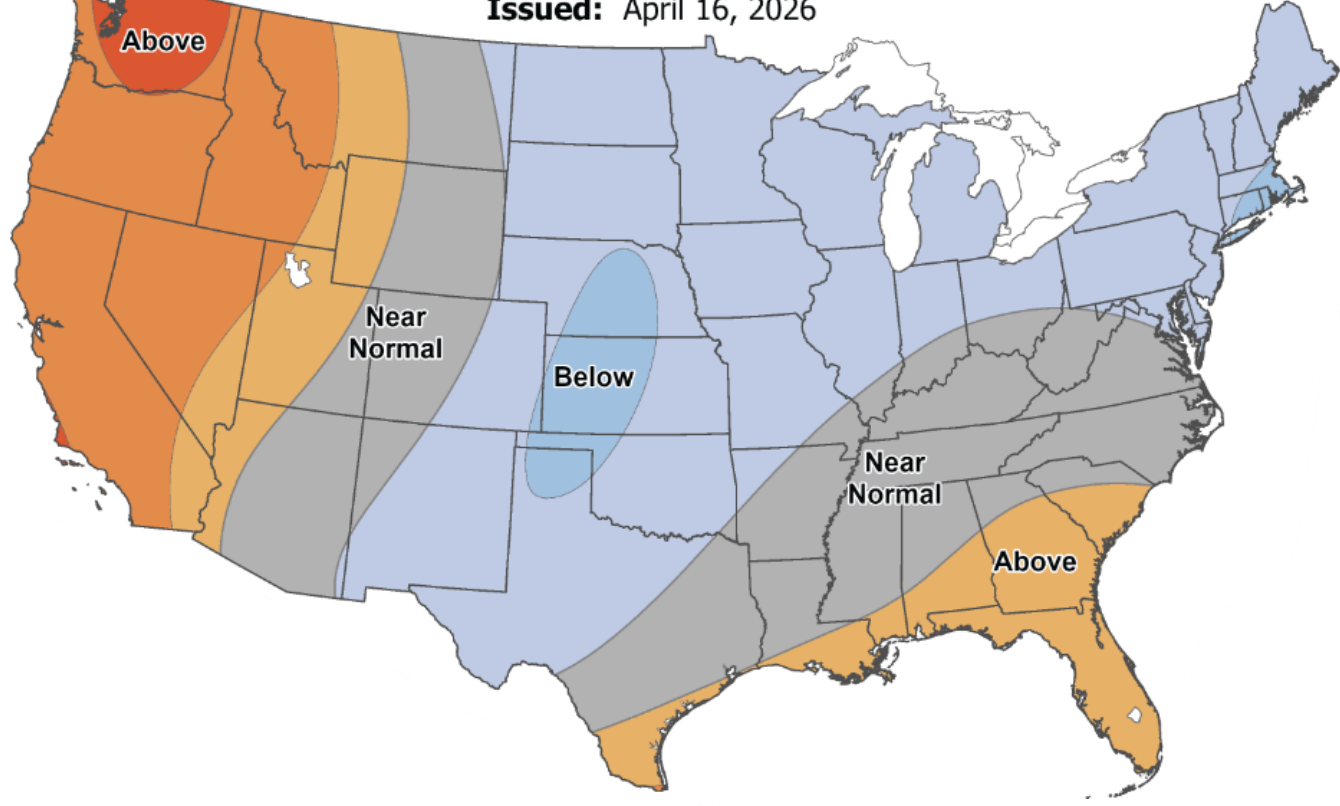 Issued: April 16, 2026
Above
Near
Normal
Below
Near
Normal
Above